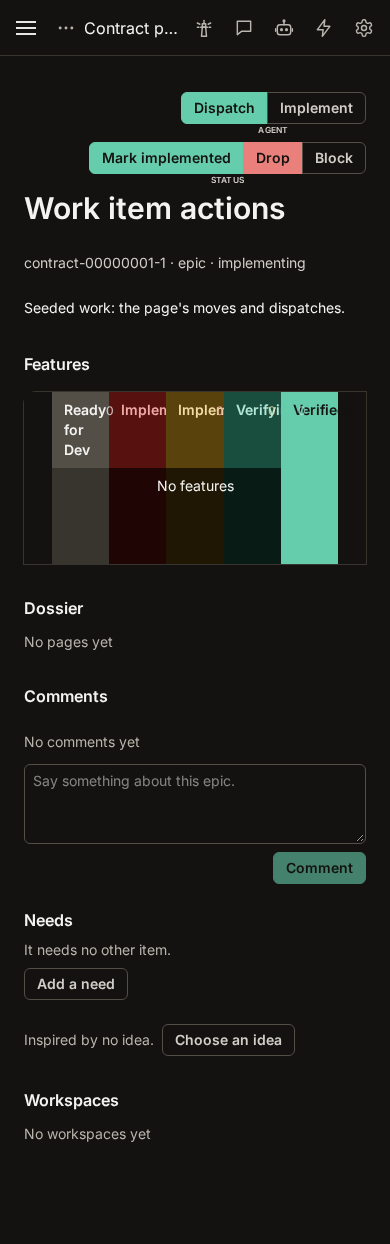 ... Contract p...
Dispatch Implement
AGENT
Mark implemented Drop Block
STATUS
Work item actions
contract-00000001-1 · epic · implementing
Seeded work: the page's moves and dispatches.
Features
Ready for Dev
Verifie
No features
Dossier
No pages yet
Comments
No comments yet
Say something about this epic.
Comment
Needs
It needs no other item.
Add a need
Inspired by no idea. Choose an idea
Workspaces
No workspaces yet